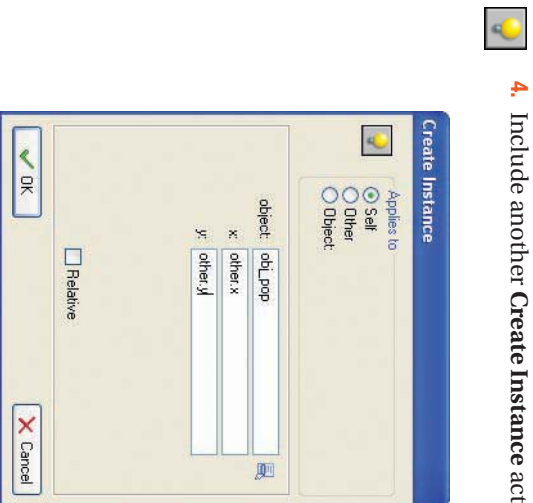 4. Include another Create Instance act
Create Instance
Applies to
Self
Other
Object:
object: obj_pop
x: other.x
y: other.y
Relative
OK
Cancel